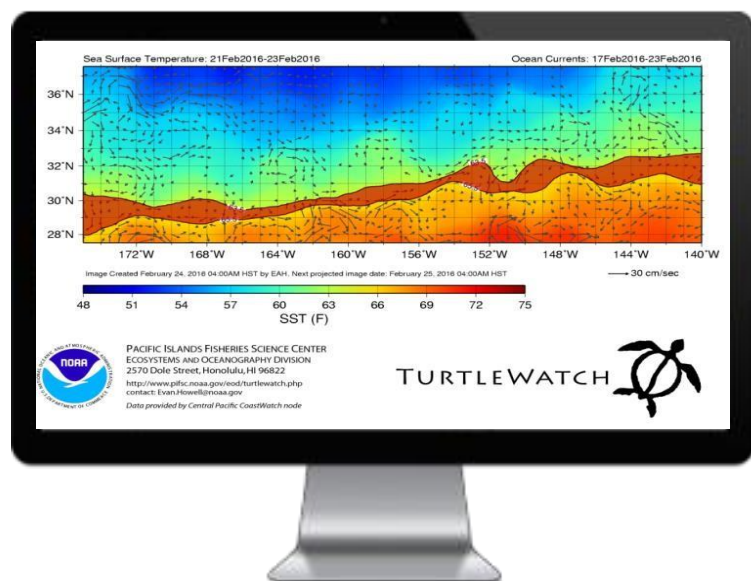 Sea Surface Temperature: 21Feb2016-23Feb2016 Ocean Currents: 17Feb2016-23Feb2016
36°N
34°N
32°N
30°N
28°N
172°W 168°W 164°W 160°W 156°W 152°W 148°W 144°W 140°W
Image Created February 24, 2016 04:00AM HST by EAH. Next projected image date: February 25, 2016 04:00AM HST
30 cm/sec
48 51 54 57 60 63 66 69 72 75
SST (F)
NOAA
PACIFIC ISLANDS FISHERIES SCIENCE CENTER
ECOSYSTEMS AND OCEANOGRAPHY DIVISION
2570 Dole Street, Honolulu, HI 96822
http://www.pifsc.noaa.gov/eod/turtlewatch.php
contact: Evan.Howell@noaa.gov
Data provided by Central Pacific CoastWatch node
TURTLEWATCH